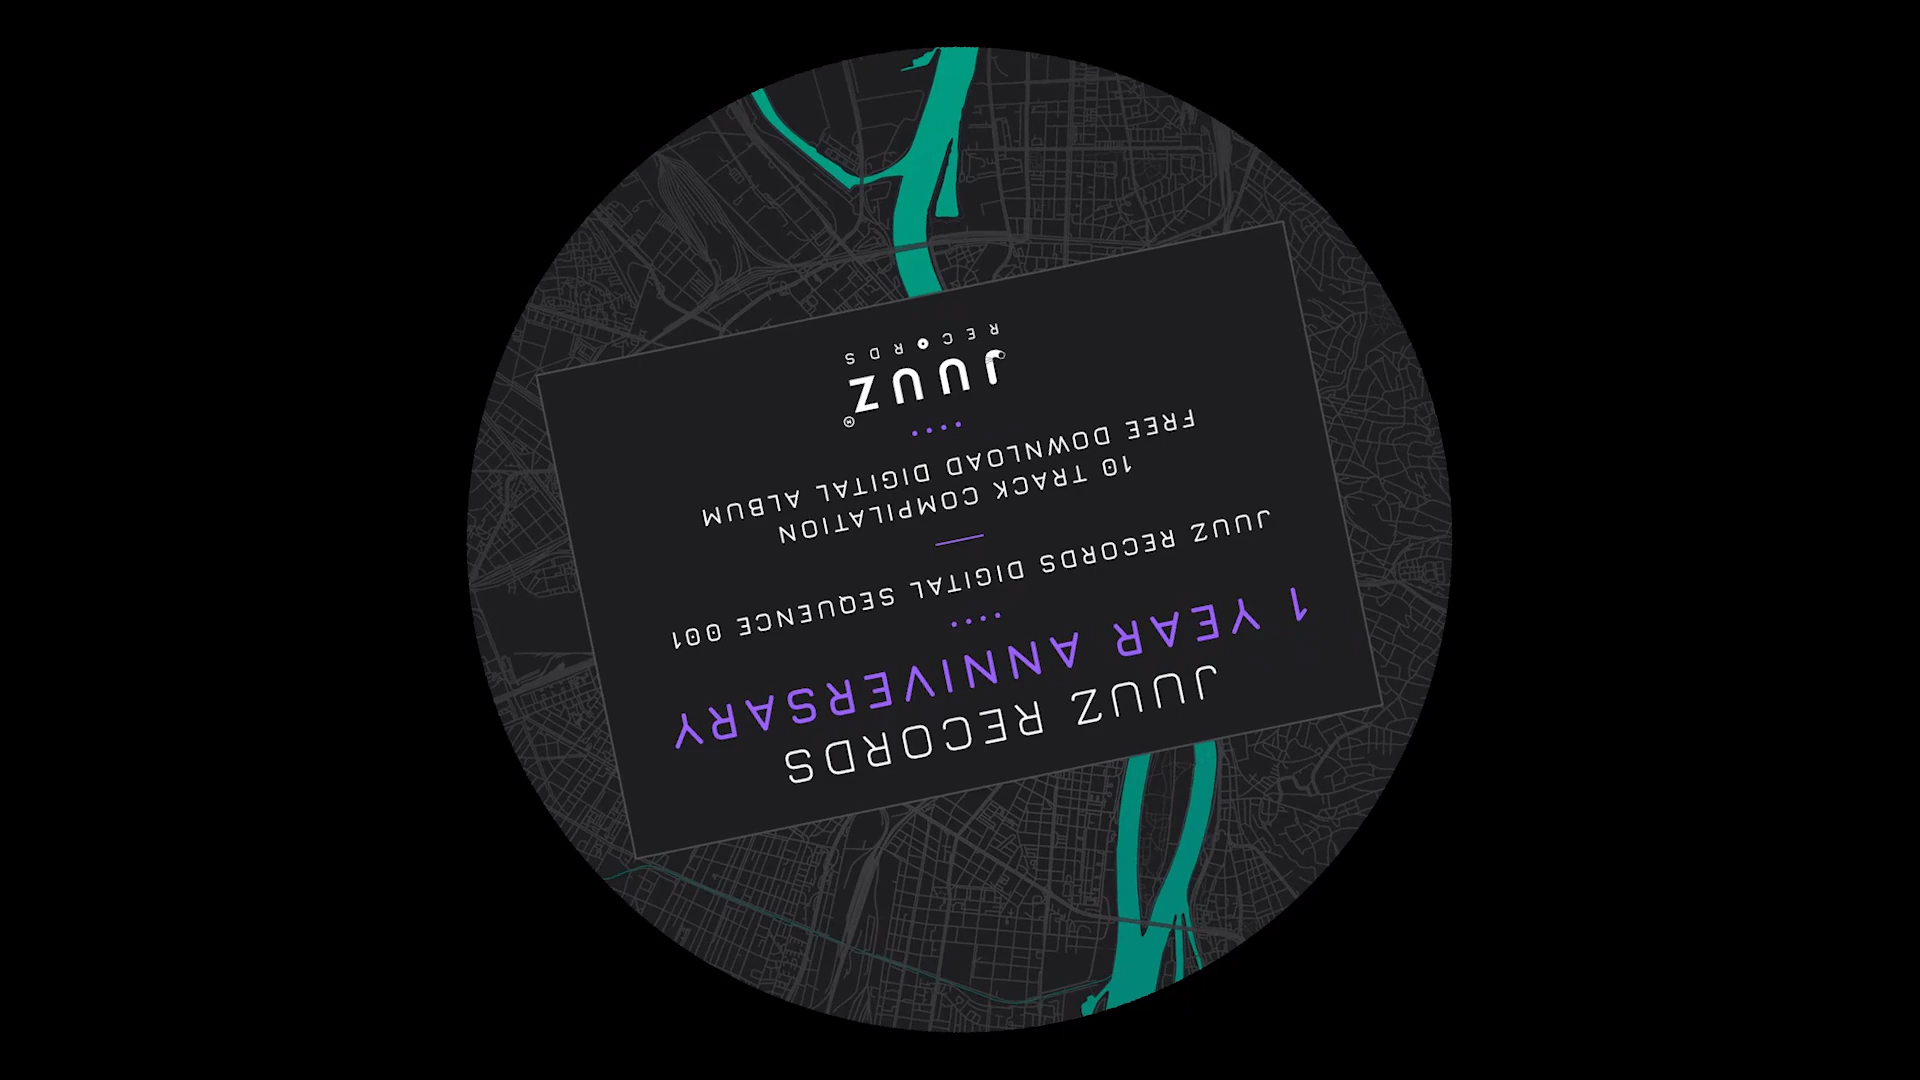 JUUZ RECORDS
1 YEAR ANNIVERSARY
JUUZ RECORDS DIGITAL SEQUENCE 001
10 TRACK COMPILATION
FREE DOWNLOAD DIGITAL ALBUM
JUUZ
RECORDS